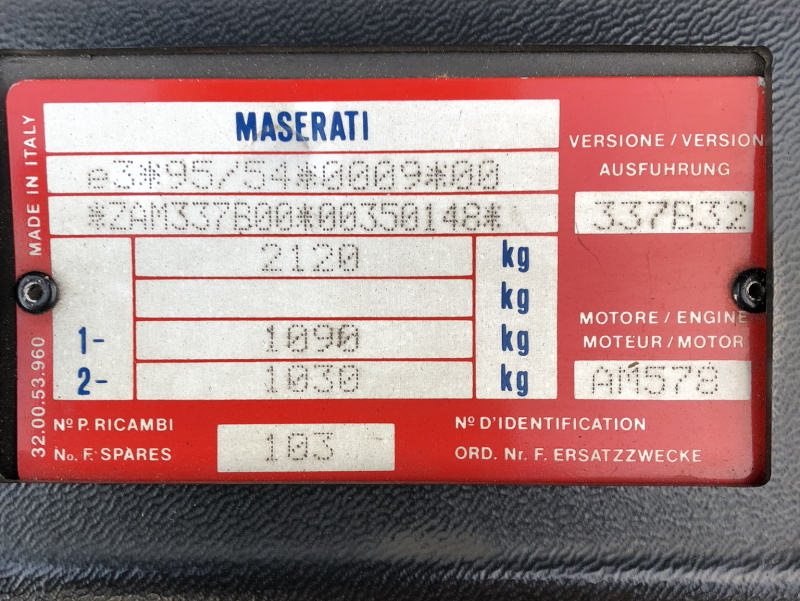 MASERATI
e3*95/54*0009*00
*ZAM337B00*00350148*
2120 kg
kg
1- 1090 kg
2- 1030 kg
Nº P. RICAMBI
No. F. SPARES
103
Nº D'IDENTIFICATION
ORD. Nr. F. ERSATZZWECKE
VERSIONE / VERSION
AUSFUHRUNG
337B32
MOTORE / ENGINE
MOTEUR / MOTOR
AM578
MADE IN ITALY
32.00.53.960